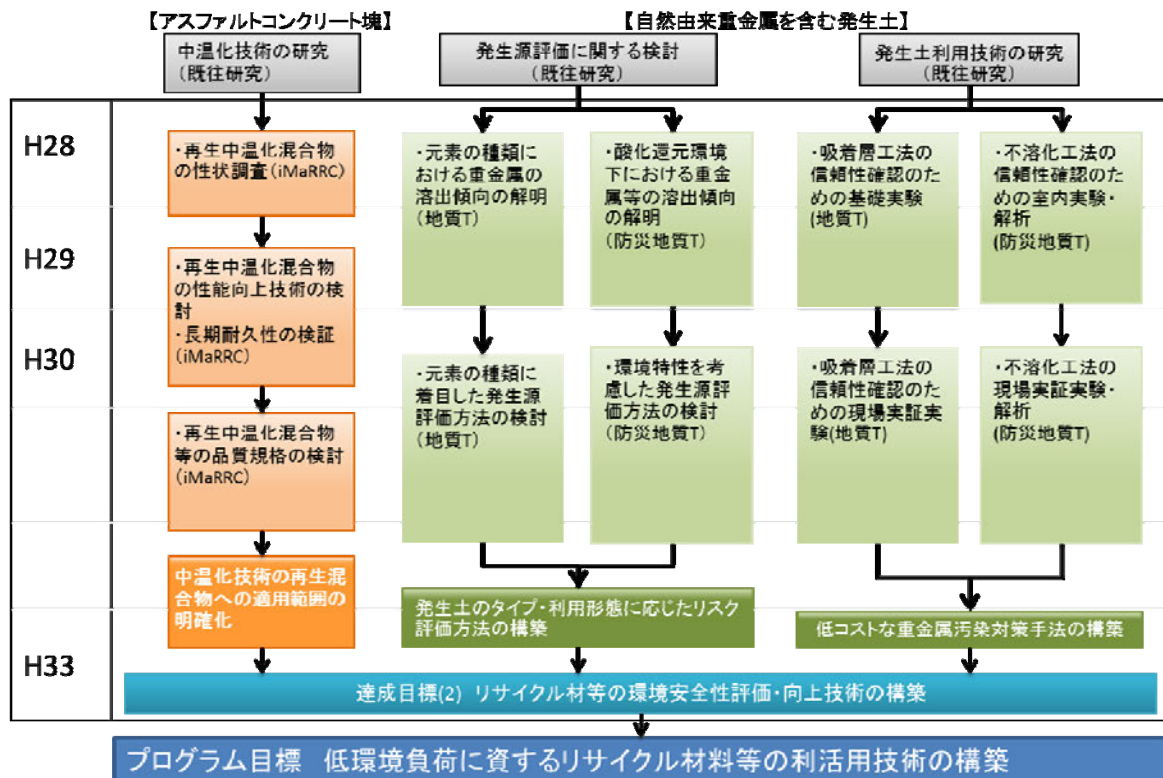 【アスファルトコンクリート塊】
【自然由来重金属を含む発生土】
中温化技術の研究
(既往研究)
発生源評価に関する検討
(既往研究)
発生土利用技術の研究
(既往研究)
H28
H29
H30
H33
・再生中温化混合物
の性状調査(iMaRRC)
・再生中温化混合物
の性能向上技術の検
討
・長期耐久性の検証
(iMaRRC)
・再生中温化混合物
等の品質規格の検討
(iMaRRC)
中温化技術の再生混
合物への適用範囲の
明確化
・元素の種類に
おける重金属の
溶出傾向の解明
(地質T)
・酸化還元環境
下における重金
属等の溶出傾向
の解明
(防災地質T)
・元素の種類に
着目した発生源
評価方法の検討
(地質T)
・環境特性を考
慮した発生源評
価方法の検討
(防災地質T)
発生土のタイプ・利用形態に応じたリスク
評価方法の構築
・吸着層工法の
信頼性確認のた
めの基礎実験
(地質T)
・不溶化工法の
信頼性確認のた
めの室内実験・
解析
(防災地質T)
・吸着層工法の
信頼性確認のた
めの現場実証実
験(地質T)
・不溶化工法の
現場実証実験・
解析
(防災地質T)
低コストな重金属汚染対策手法の構築
達成目標(2) リサイクル材等の環境安全性評価・向上技術の構築
プログラム目標 低環境負荷に資するリサイクル材料等の利活用技術の構築